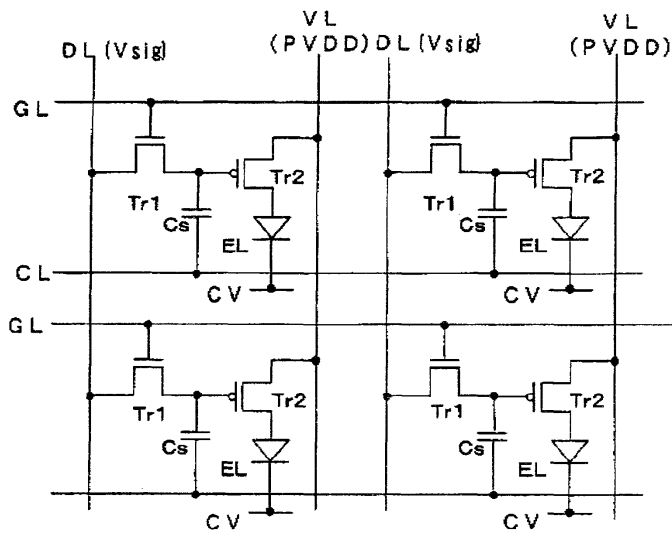 VL
VL
DL (Vsig)
(PVDD)
DL (Vsig)
(PVDD)
GL
Tr1
Tr2
Cs
EL
Tr1
Tr2
Cs
EL
CL
CV
CV
GL
Tr1
Tr2
Cs
EL
Tr1
Tr2
Cs
EL
CV
CV